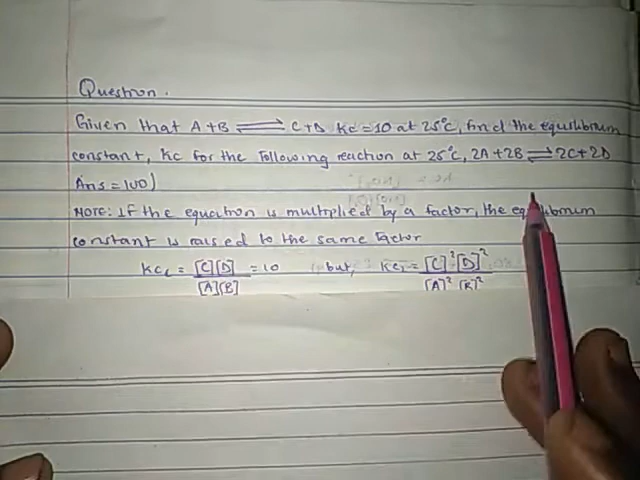 Question.
Given that A+B ⇌ C+D Kc = 10 at 25°C, find the equilibrium
constant, Kc for the following reaction at 25°C, 2A + 2B ⇌ 2C + 2D
Ans = 100)
NOTE: If the equation is multiplied by a factor, the equilibrium
constant is raised to the same factor
Kc₁ = [C][D] / [A][B] = 10 but, Kc₂ = [C]² [D]² / [A]² [B]²